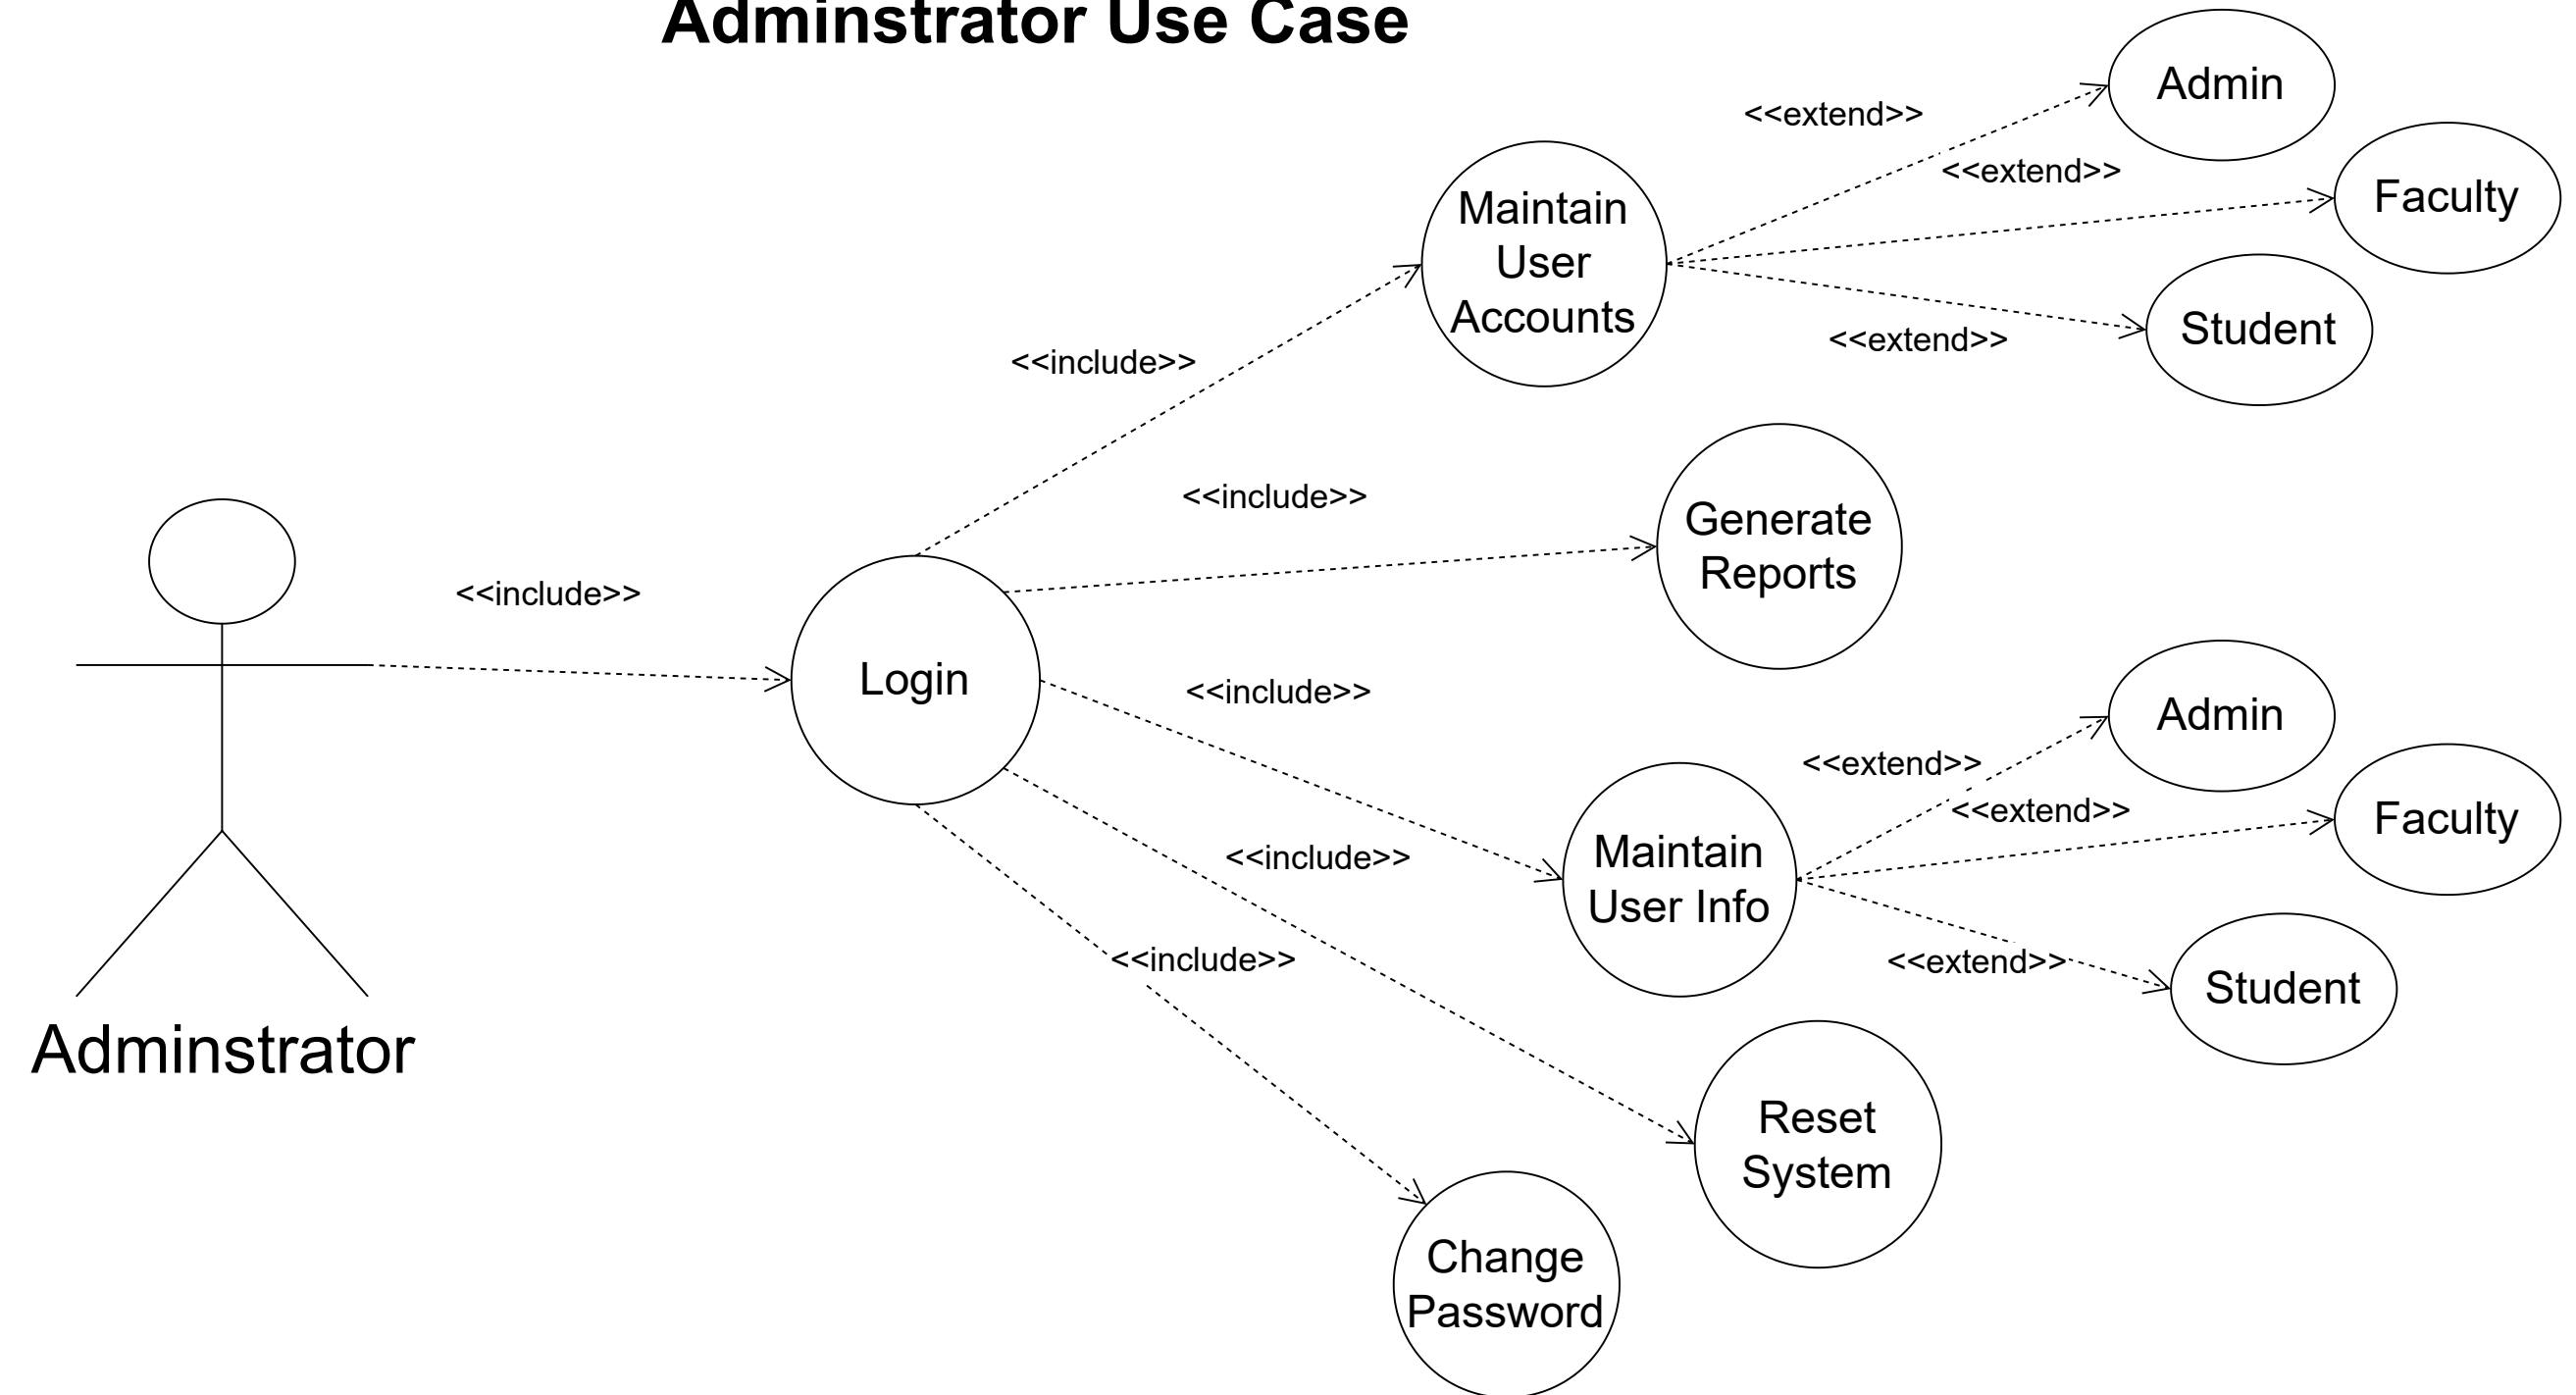 Adminstrator Use Case
<<extend>>
Admin
<<extend>>
Faculty
Maintain
User
Accounts
<<extend>>
Student
<<include>>
<<include>>
Generate
Reports
<<include>>
Login
<<include>>
Admin
<<extend>>
<<extend>>
Faculty
Maintain
User Info
<<include>>
<<extend>>
Student
<<include>>
Adminstrator
Reset
System
Change
Password